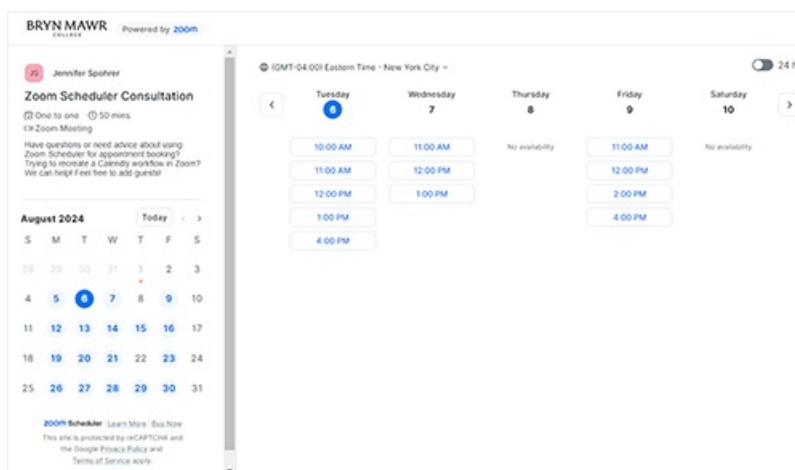 BRYN MAWR
COLLEGE
Powered by zoom
JS Jennifer Spohrer
Zoom Scheduler Consultation
One to one 50 mins
Zoom Meeting
Have questions or need advice about using
Zoom Scheduler for appointment booking?
Trying to recreate a Calendly workflow in Zoom?
We can help! Feel free to add guests!
August 2024 Today
S M T W T F S
28 29 30 31 1 2 3
4 5 6 7 8 9 10
11 12 13 14 15 16 17
18 19 20 21 22 23 24
25 26 27 28 29 30 31
zoom Scheduler Learn More Buy Now
This site is protected by reCAPTCHA and
the Google Privacy Policy and
Terms of Service apply.
(GMT-04:00) Eastern Time - New York City
24 h
Tuesday Wednesday Thursday Friday Saturday
6 7 8 9 10
10:00 AM 11:00 AM No availability 11:00 AM No availability
11:00 AM 12:00 PM 12:00 PM
12:00 PM 1:00 PM 2:00 PM
1:00 PM 4:00 PM
4:00 PM